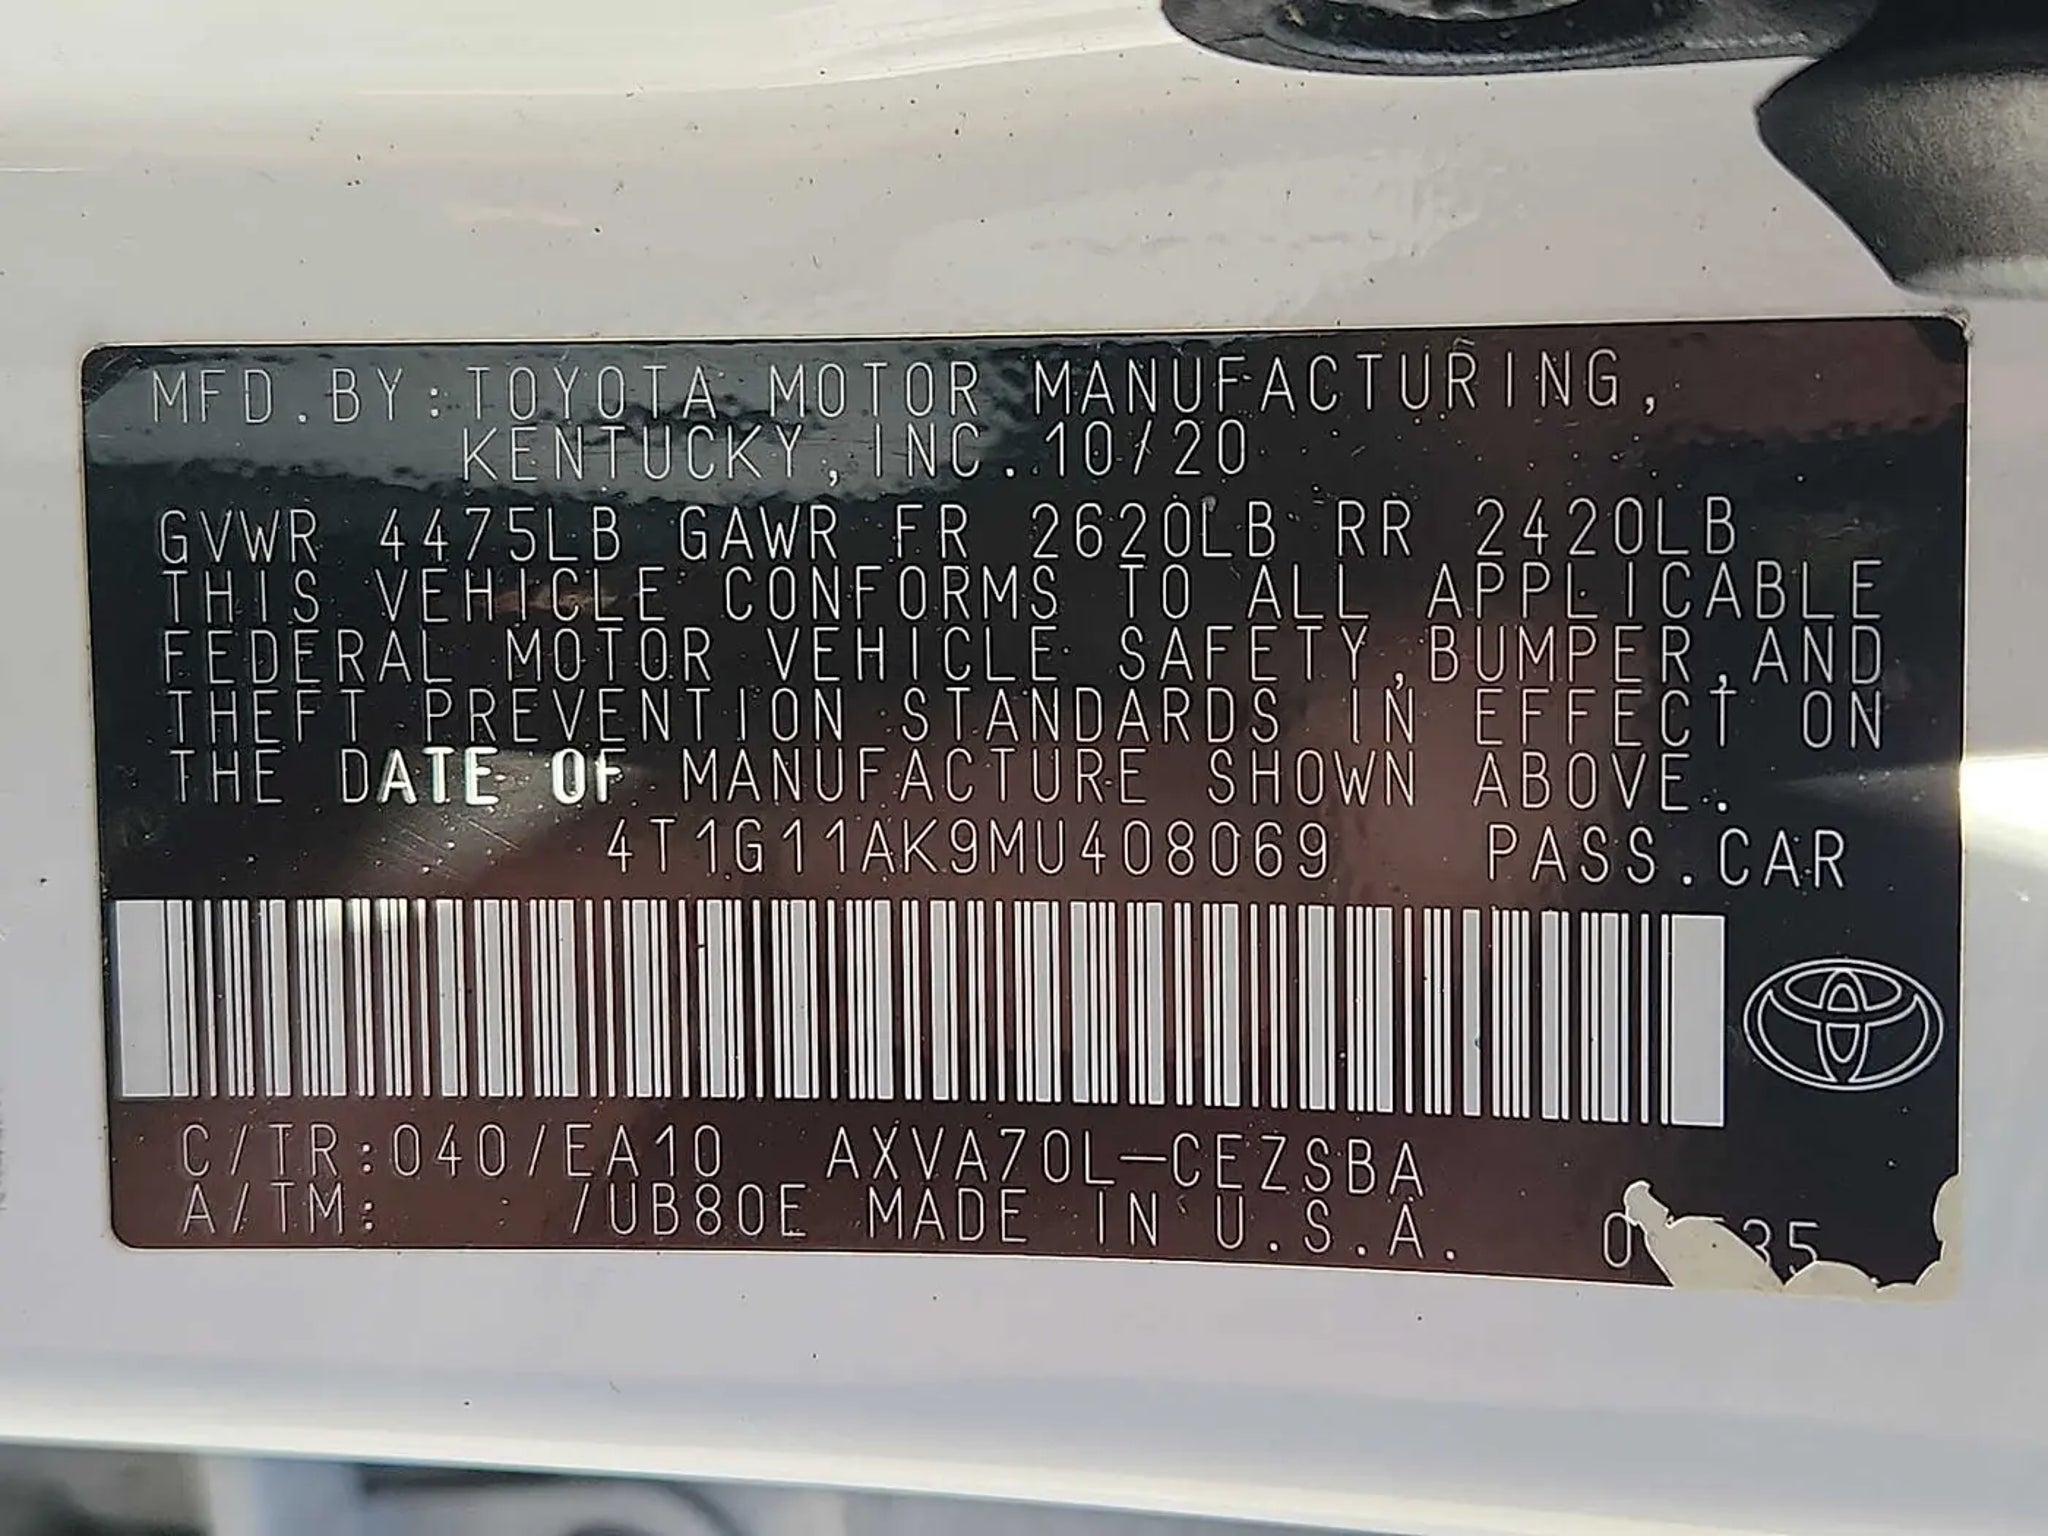 MFD. BY: TOYOTA MOTOR MANUFACTURING,
KENTUCKY, INC. 10/20
GVWR 4475LB GAWR FR 2620LB RR 2420LB
THIS VEHICLE CONFORMS TO ALL APPLICABLE
FEDERAL MOTOR VEHICLE SAFETY, BUMPER, AND
THEFT PREVENTION STANDARDS IN EFFECT ON
THE DATE OF MANUFACTURE SHOWN ABOVE.
4T1G11AK9MU408069 PASS. CAR
C/TR: 040/EA10 AXVA70L-CEZSBA
A/TM: /UB80E MADE IN U.S.A.